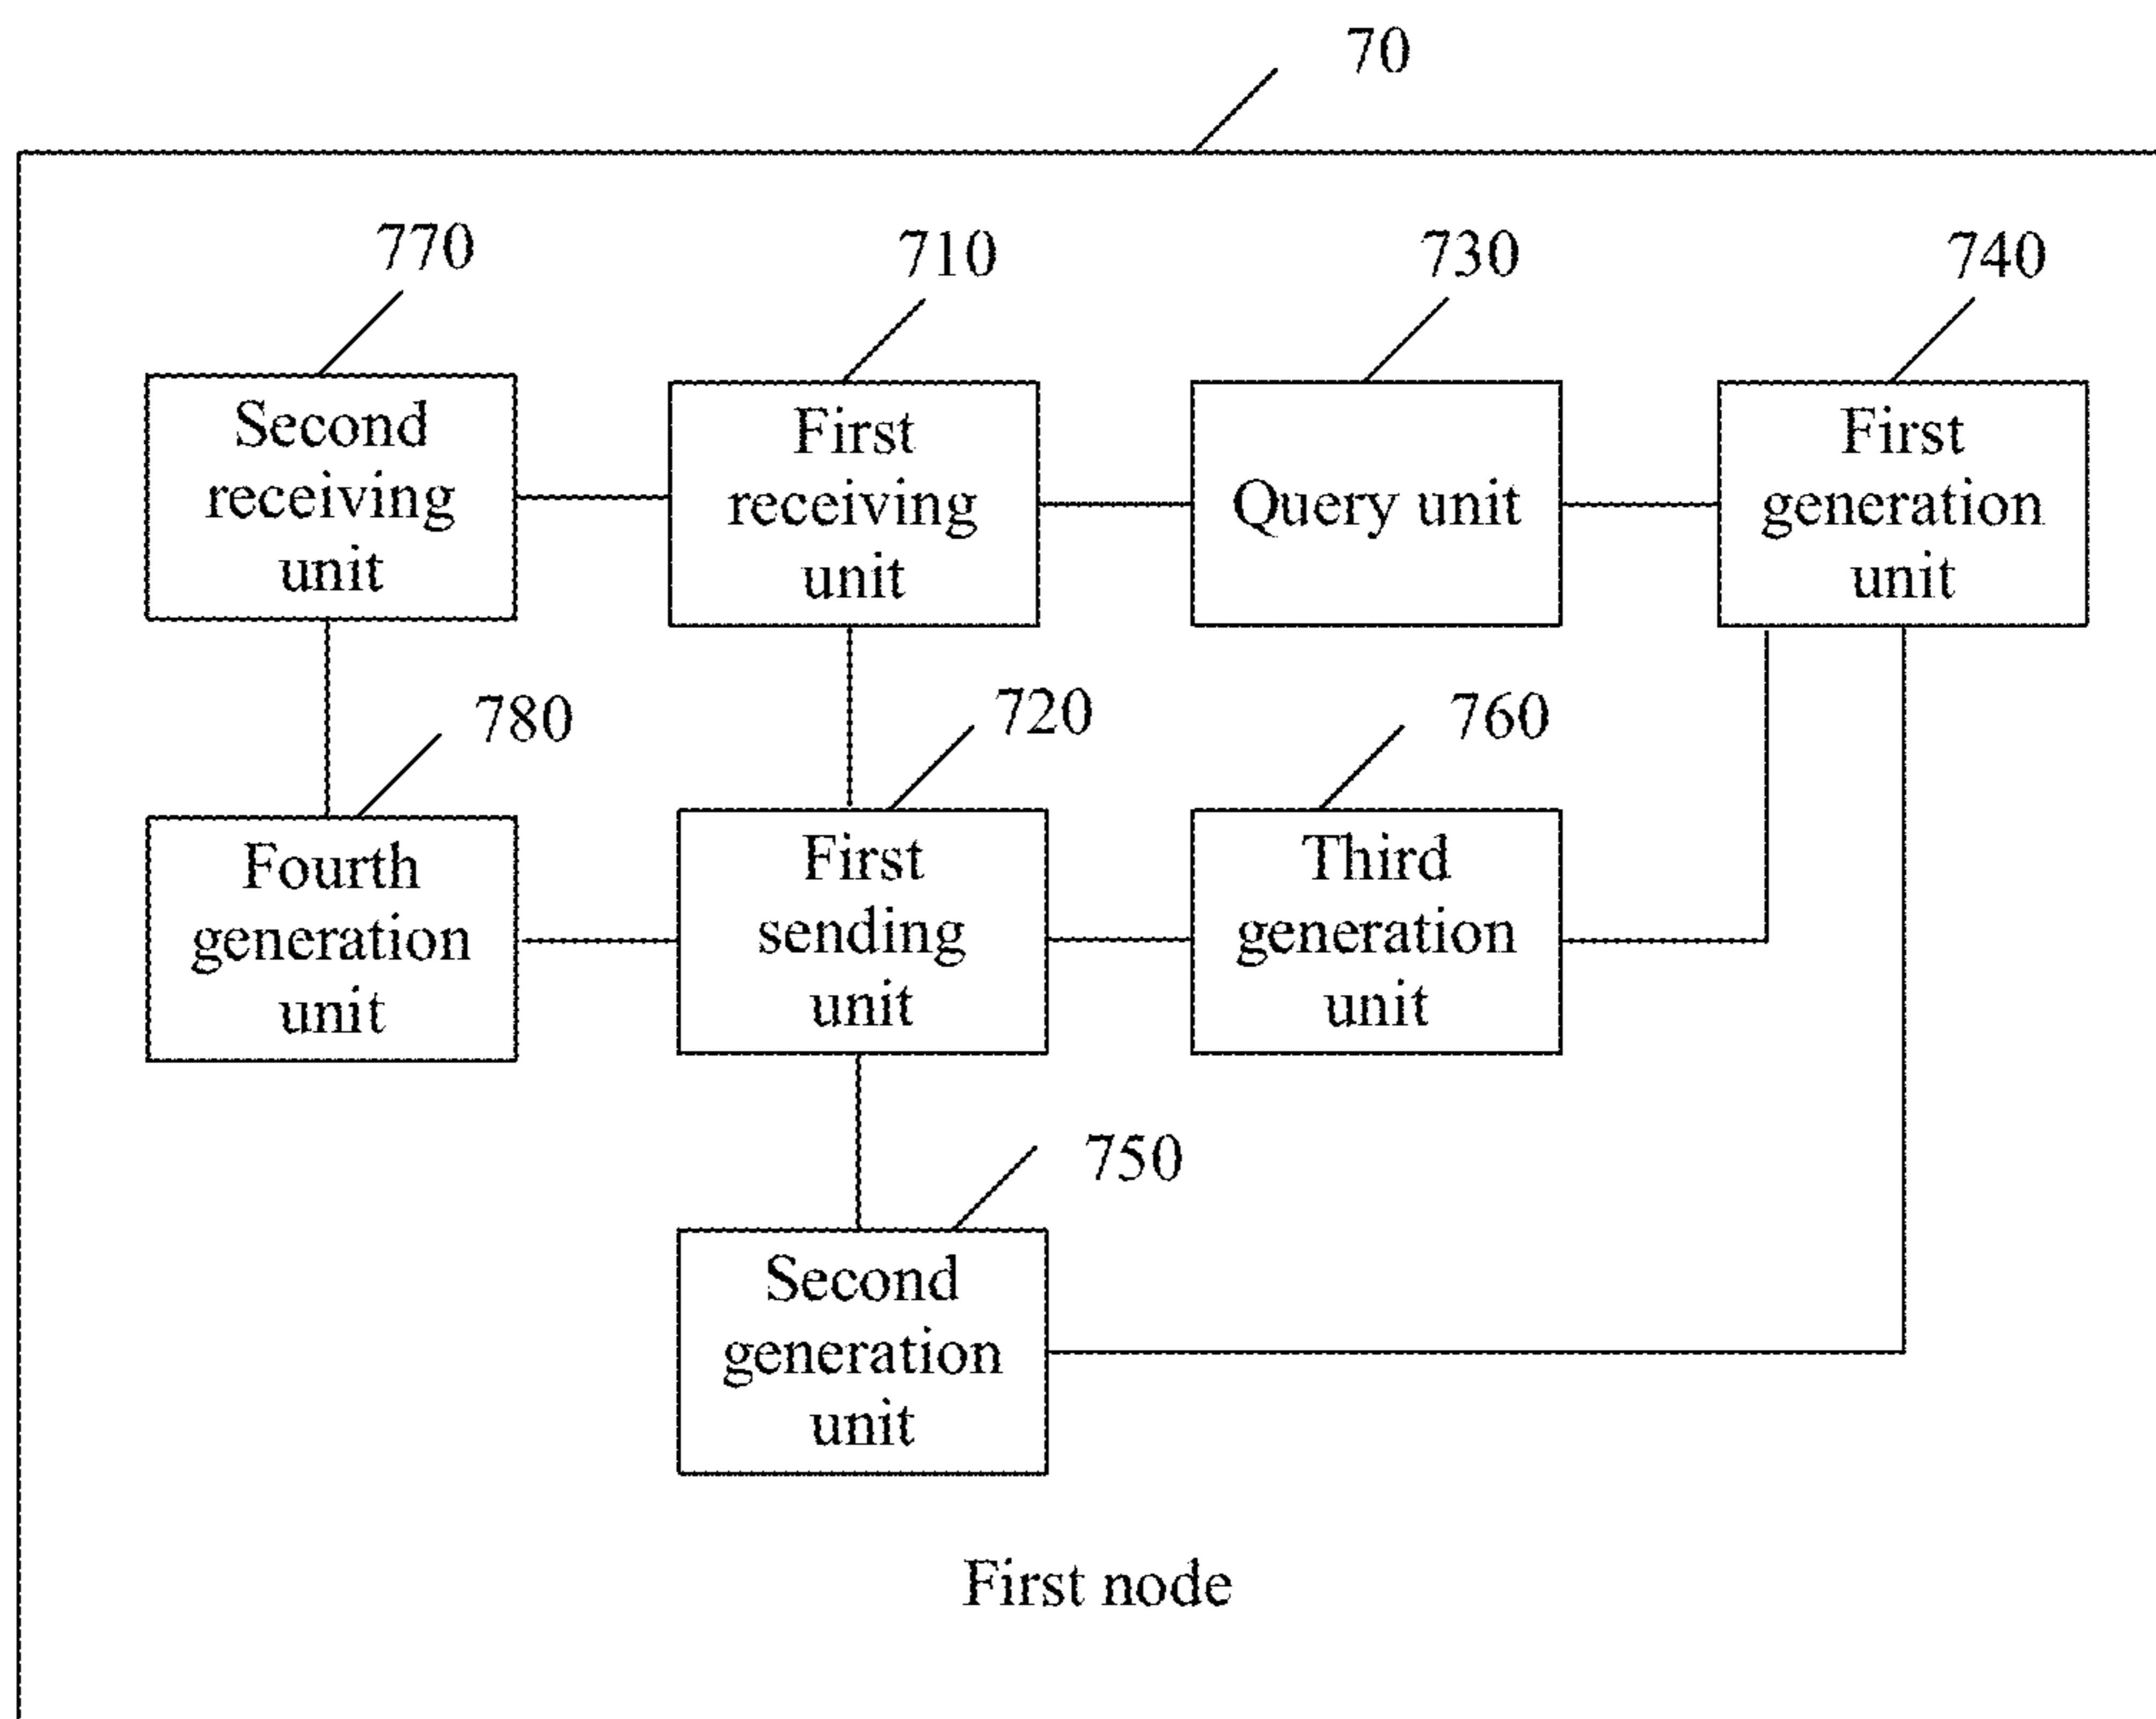 70
770
710
730
740
Second
receiving
unit
First
receiving
unit
Query unit
First
generation
unit
780
720
760
Fourth
generation
unit
First
sending
unit
Third
generation
unit
750
Second
generation
unit
First node